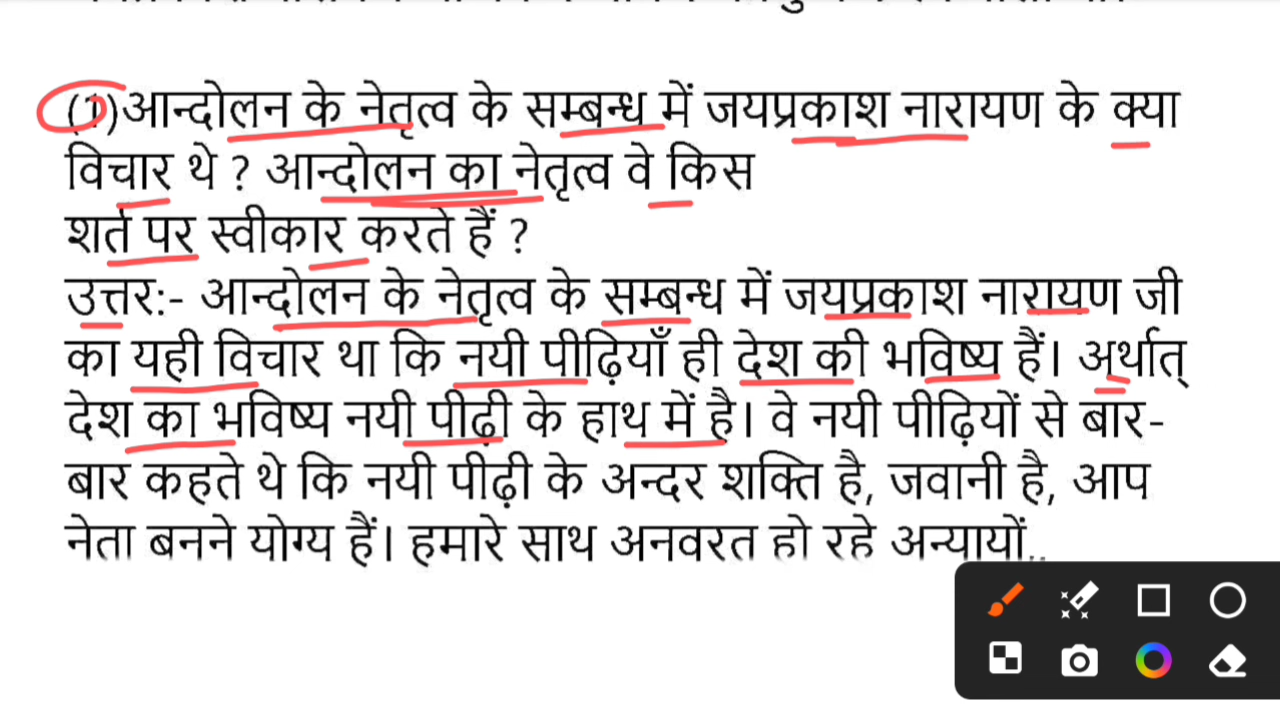 (1)आन्दोलन के नेतृत्व के सम्बन्ध में जयप्रकाश नारायण के क्या
विचार थे ? आन्दोलन का नेतृत्व वे किस
शर्त पर स्वीकार करते हैं ?
उत्तर:- आन्दोलन के नेतृत्व के सम्बन्ध में जयप्रकाश नारायण जी
का यही विचार था कि नयी पीढ़ियाँ ही देश की भविष्य हैं। अर्थात्
देश का भविष्य नयी पीढ़ी के हाथ में है। वे नयी पीढ़ियों से बार-
बार कहते थे कि नयी पीढ़ी के अन्दर शक्ति है, जवानी है, आप
नेता बनने योग्य हैं। हमारे साथ अनवरत हो रहे अन्यायों..